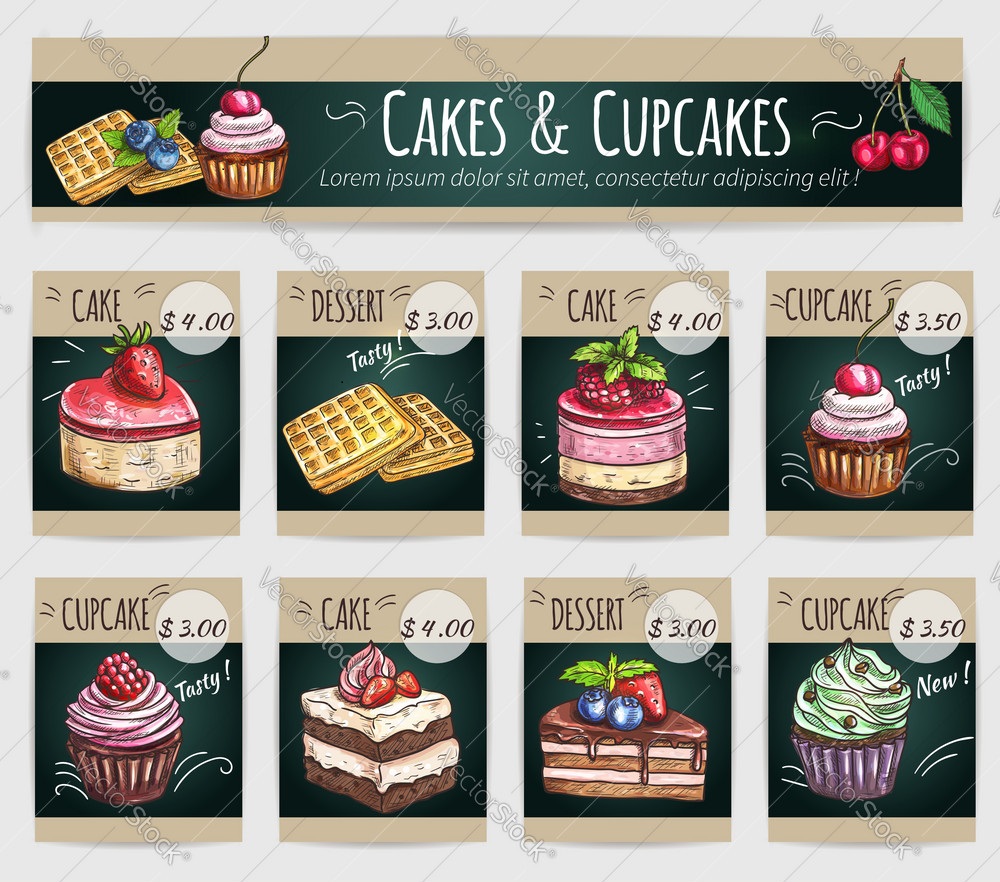 CAKES & CUPCAKES
Lorem ipsum dolor sit amet, consectetur adipiscing elit!
CAKE
$4.00
DESSERT
$3.00
Tasty!
CAKE
$4.00
CUPCAKE
$3.50
Tasty!
CUPCAKE
$3.00
Tasty!
CAKE
$4.00
DESSERT
$3.00
CUPCAKE
$3.50
New!
VectorStock®